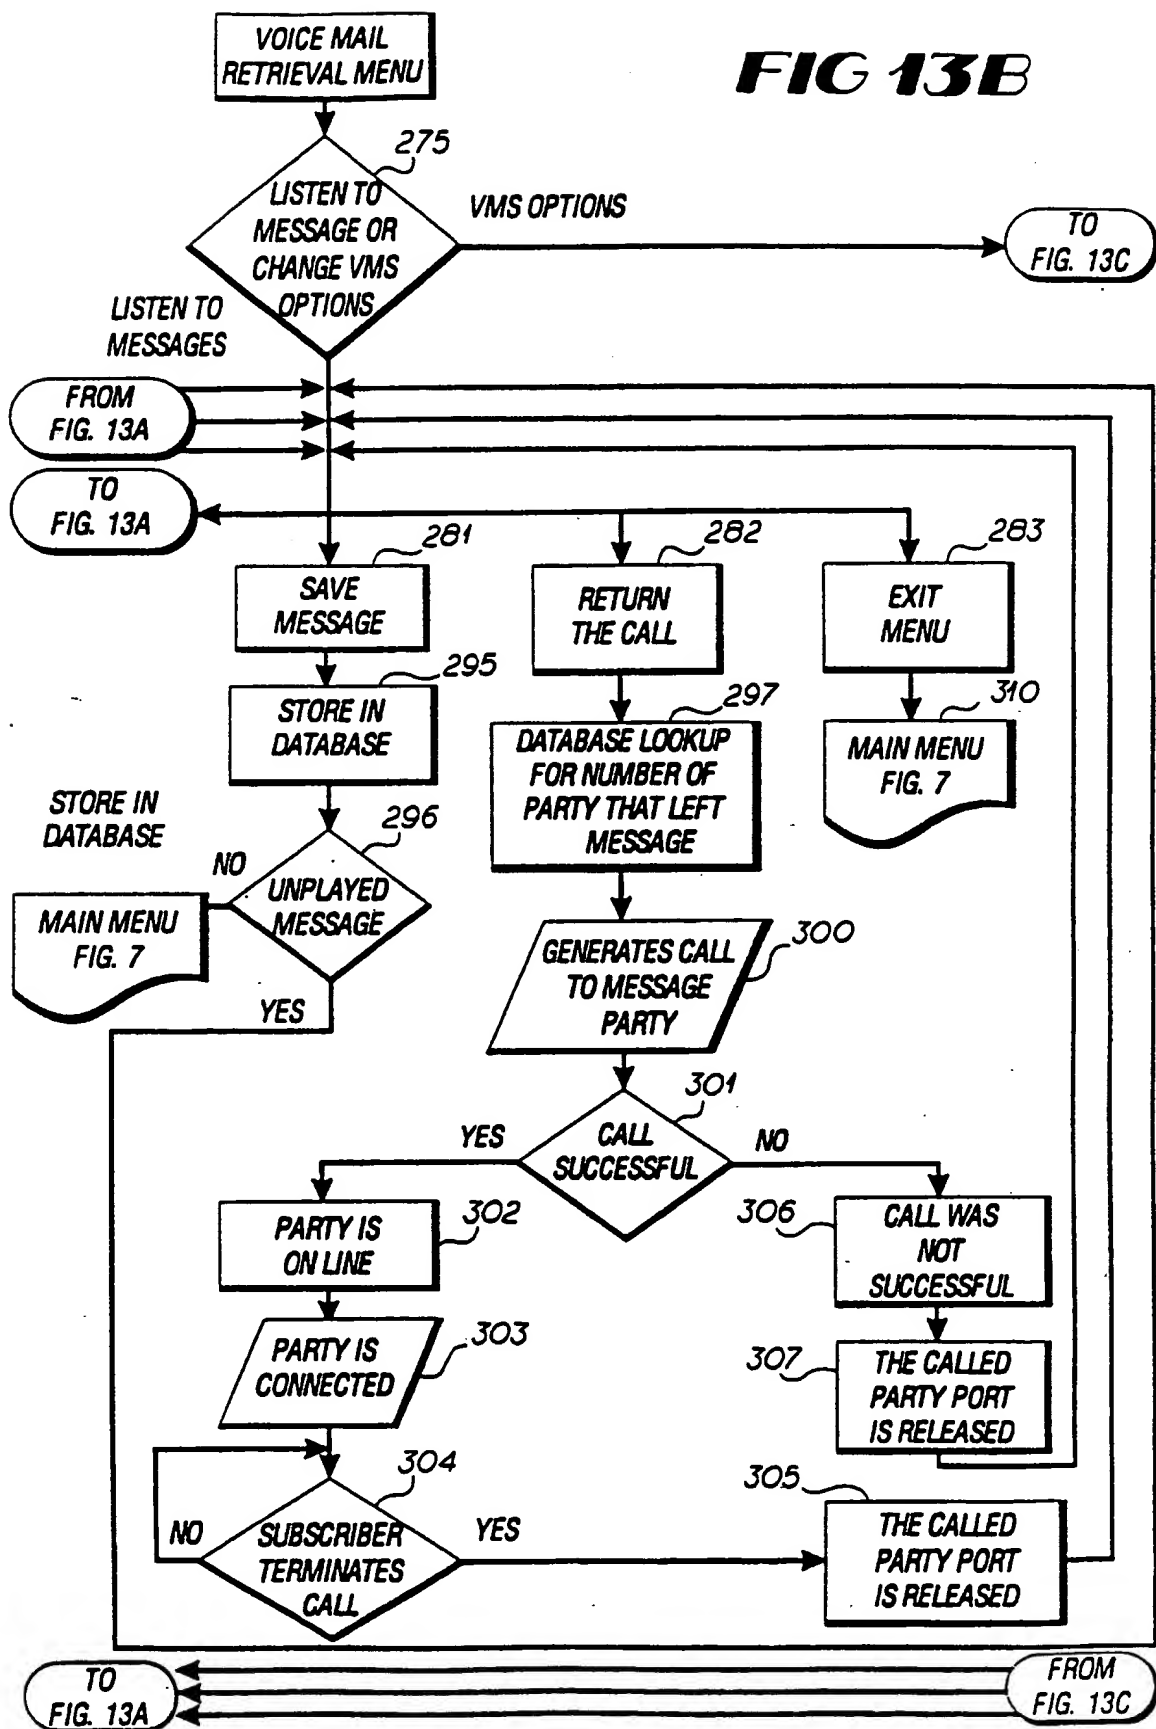 FIG 13B
VOICE MAIL
RETRIEVAL MENU
275
LISTEN TO
MESSAGE OR
CHANGE VMS
OPTIONS
VMS OPTIONS
TO
FIG. 13C
LISTEN TO
MESSAGES
FROM
FIG. 13A
TO
FIG. 13A
281
SAVE
MESSAGE
282
RETURN
THE CALL
283
EXIT
MENU
295
STORE IN
DATABASE
297
DATABASE LOOKUP
FOR NUMBER OF
PARTY THAT LEFT
MESSAGE
310
MAIN MENU
FIG. 7
STORE IN
DATABASE
296
NO
UNPLAYED
MESSAGE
MAIN MENU
FIG. 7
YES
300
GENERATES CALL
TO MESSAGE
PARTY
301
YES
CALL
SUCCESSFUL
NO
302
PARTY IS
ON LINE
306
CALL WAS
NOT
SUCCESSFUL
303
PARTY IS
CONNECTED
307
THE CALLED
PARTY PORT
IS RELEASED
304
NO
SUBSCRIBER
TERMINATES
CALL
YES
305
THE CALLED
PARTY PORT
IS RELEASED
TO
FIG. 13A
FROM
FIG. 13C